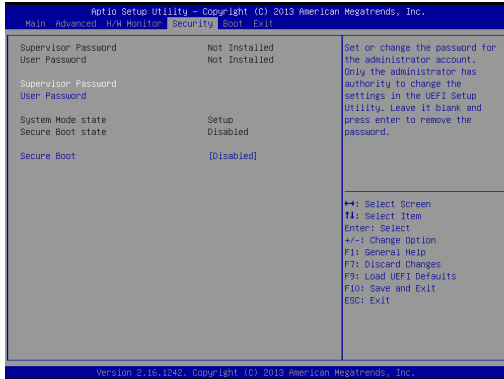 Aptio Setup Utility - Copyright (C) 2013 American Megatrends, Inc.
Main Advanced H/W Monitor Security Boot Exit
Supervisor Password Not Installed
User Password Not Installed
Supervisor Password
User Password
System Mode state Setup
Secure Boot state Disabled
Secure Boot [Disabled]
Set or change the password for
the administrator account.
Only the administrator has
authority to change the
settings in the UEFI Setup
Utility. Leave it blank and
press enter to remove the
password.
↔: Select Screen
↑↓: Select Item
Enter: Select
+/-: Change Option
F1: General Help
F7: Discard Changes
F9: Load UEFI Defaults
F10: Save and Exit
ESC: Exit
Version 2.16.1242. Copyright (C) 2013 American Megatrends, Inc.